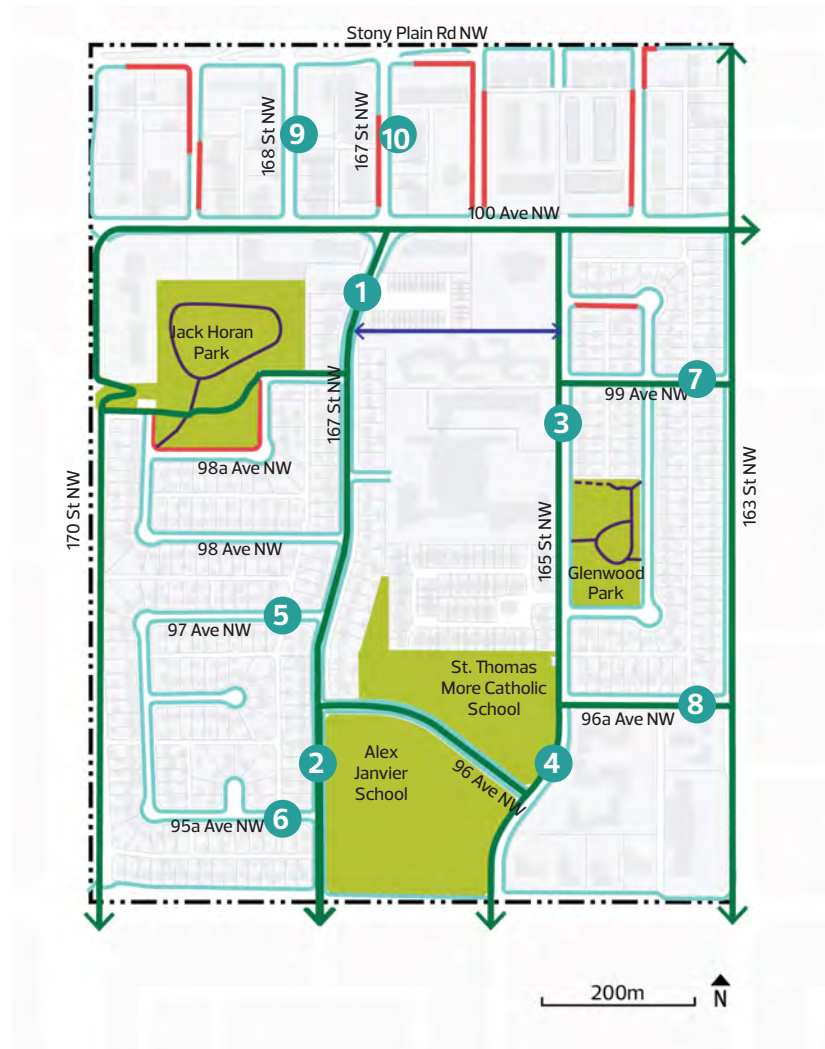 Stony Plain Rd NW
168 St NW
9
167 St NW
10
100 Ave NW
1
Jack Horan
Park
167 St NW
7
99 Ave NW
3
98a Ave NW
170 St NW
163 St NW
165 St NW
98 Ave NW
Glenwood
Park
5
97 Ave NW
St. Thomas
More Catholic
School
8
96a Ave NW
2
Alex
Janvier
School
4
96 Ave NW
6
95a Ave NW
200m
N